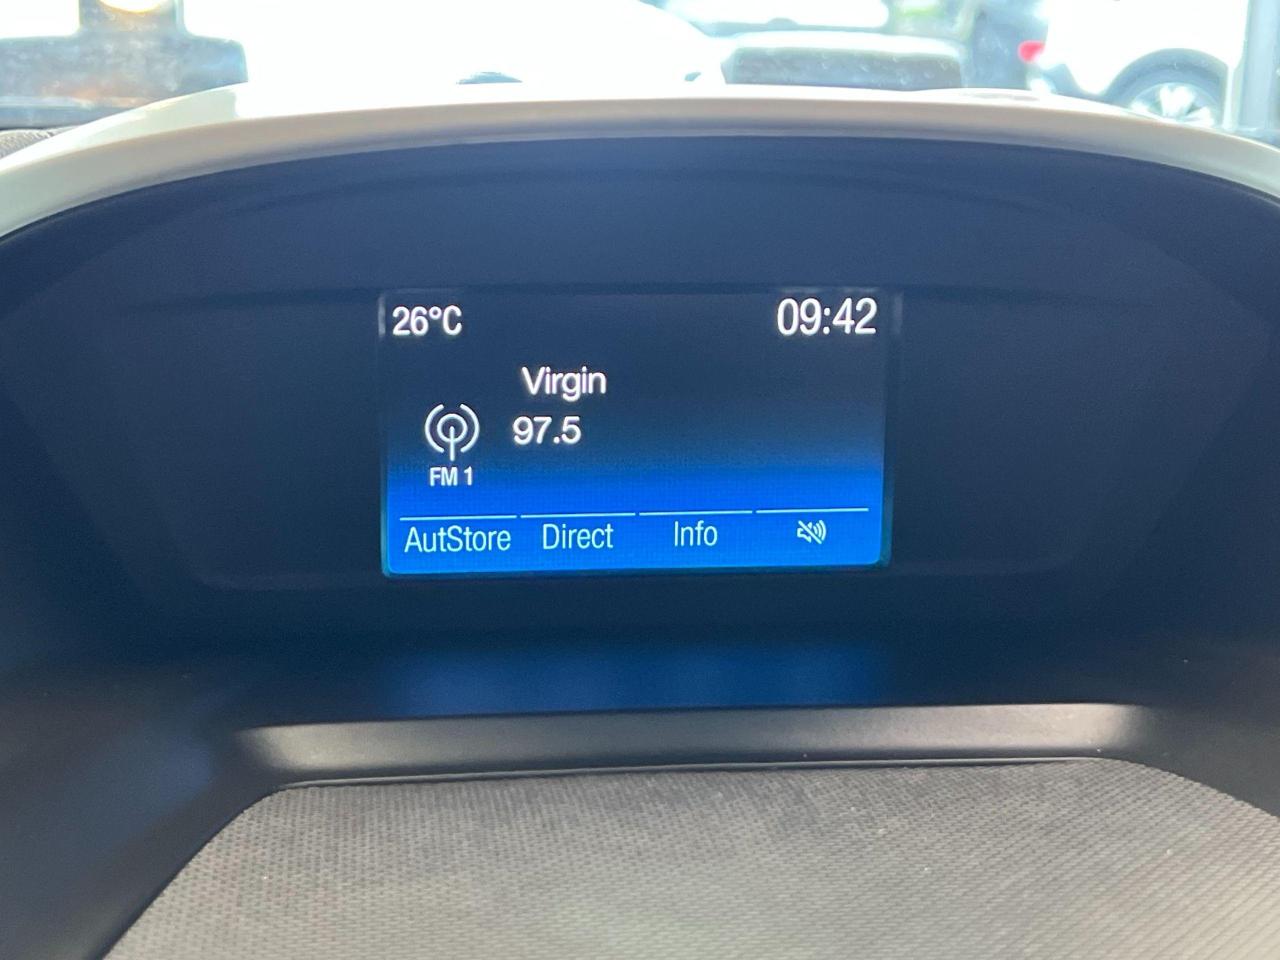 26°C 09:42
Virgin
97.5
FM 1
AutStore Direct Info